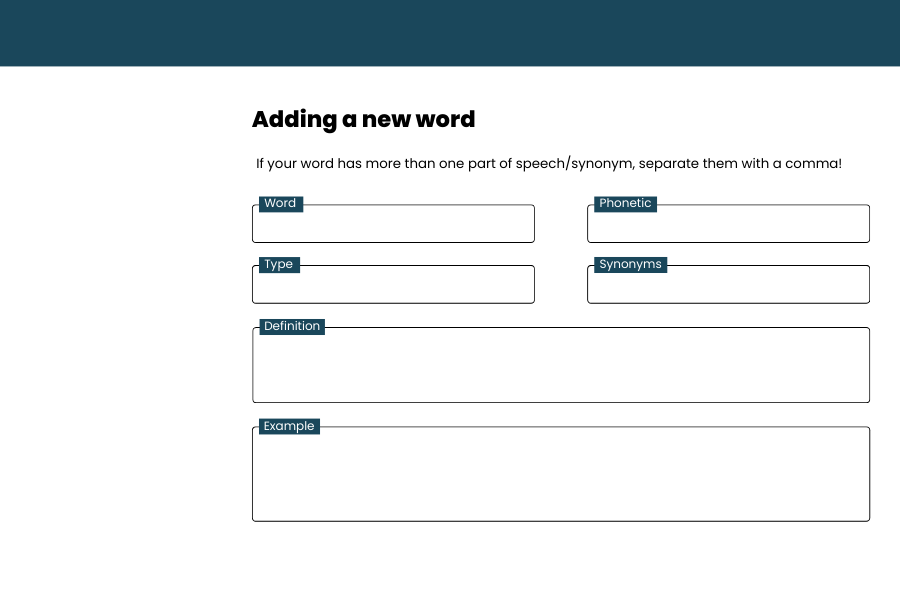 Adding a new word
If your word has more than one part of speech/synonym, separate them with a comma!
Word
Phonetic
Type
Synonyms
Definition
Example